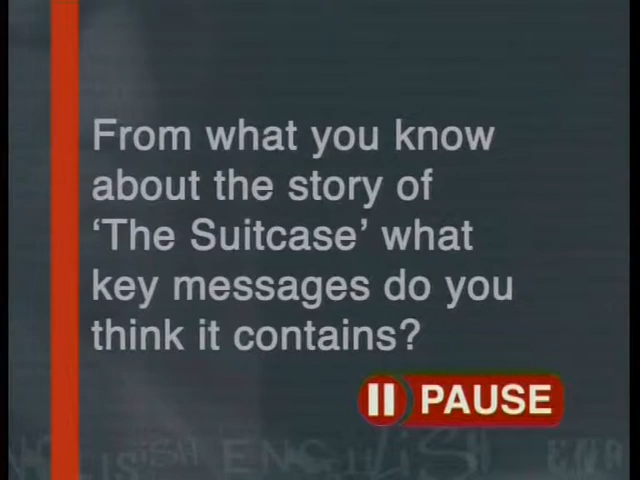 From what you know
about the story of
‘The Suitcase’ what
key messages do you
think it contains?
PAUSE
ENGLISH